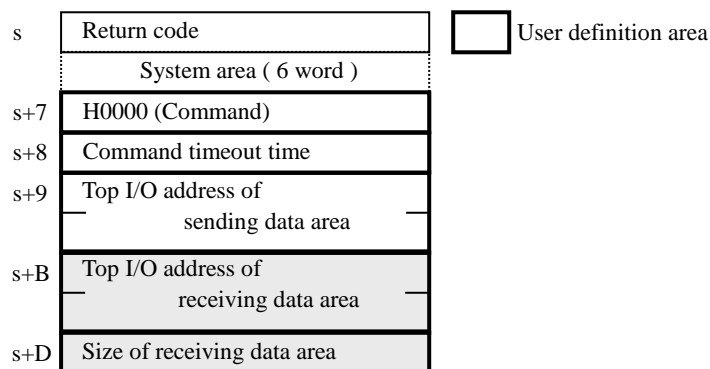 s Return code
User definition area
System area ( 6 word )
s+7 H0000 (Command)
s+8 Command timeout time
s+9 Top I/O address of
sending data area
s+B Top I/O address of
receiving data area
s+D Size of receiving data area